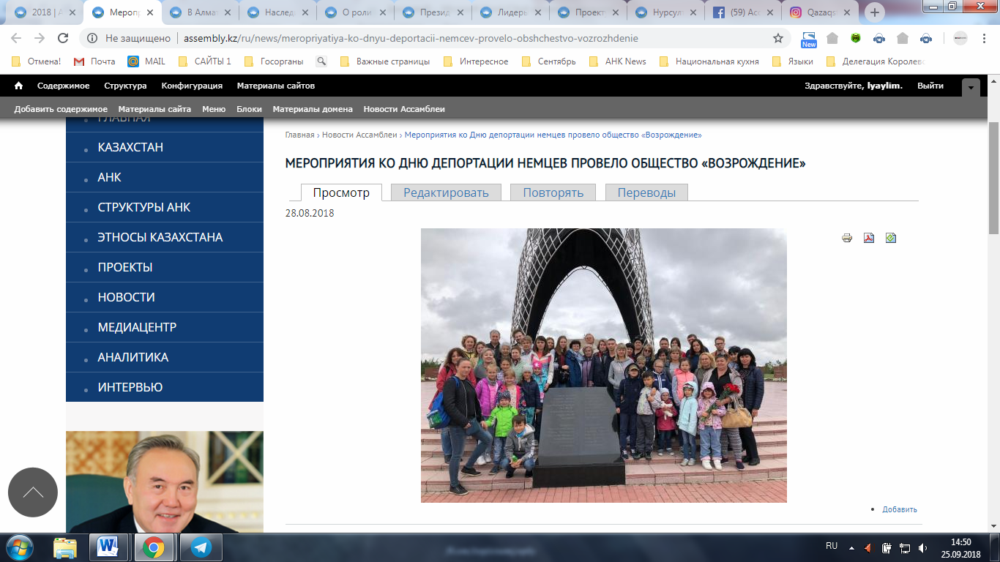 2018 | А
Меропр
В Алмат
Наслед
О роли
Презид
Лидеры
Проект
Нурсул
(59) Асс
Qazaqs
Не защищено | assembly.kz/ru/news/meropriyatiya-ko-dnyu-deportacii-nemcev-provelo-obshchestvo-vozrozhdenie
New
Отмена! Почта MAIL САЙТЫ 1 Госорганы Важные страницы Интересное Сентябрь АНК News Национальная кухня Языки Делегация Королевс
Содержимое Структура Конфигурация Материалы сайтов Здравствуйте, lyaylim. Выйти
Добавить содержимое Материалы сайта Меню Блоки Материалы домена Новости Ассамблеи
ГЛАВНАЯ
КАЗАХСТАН
АНК
СТРУКТУРЫ АНК
ЭТНОСЫ КАЗАХСТАНА
ПРОЕКТЫ
НОВОСТИ
МЕДИАЦЕНТР
АНАЛИТИКА
ИНТЕРВЬЮ
Главная › Новости Ассамблеи › Мероприятия ко Дню депортации немцев провело общество «Возрождение»
МЕРОПРИЯТИЯ КО ДНЮ ДЕПОРТАЦИИ НЕМЦЕВ ПРОВЕЛО ОБЩЕСТВО «ВОЗРОЖДЕНИЕ»
Просмотр Редактировать Повторять Переводы
28.08.2018
Добавить
RU
14:50
25.09.2018